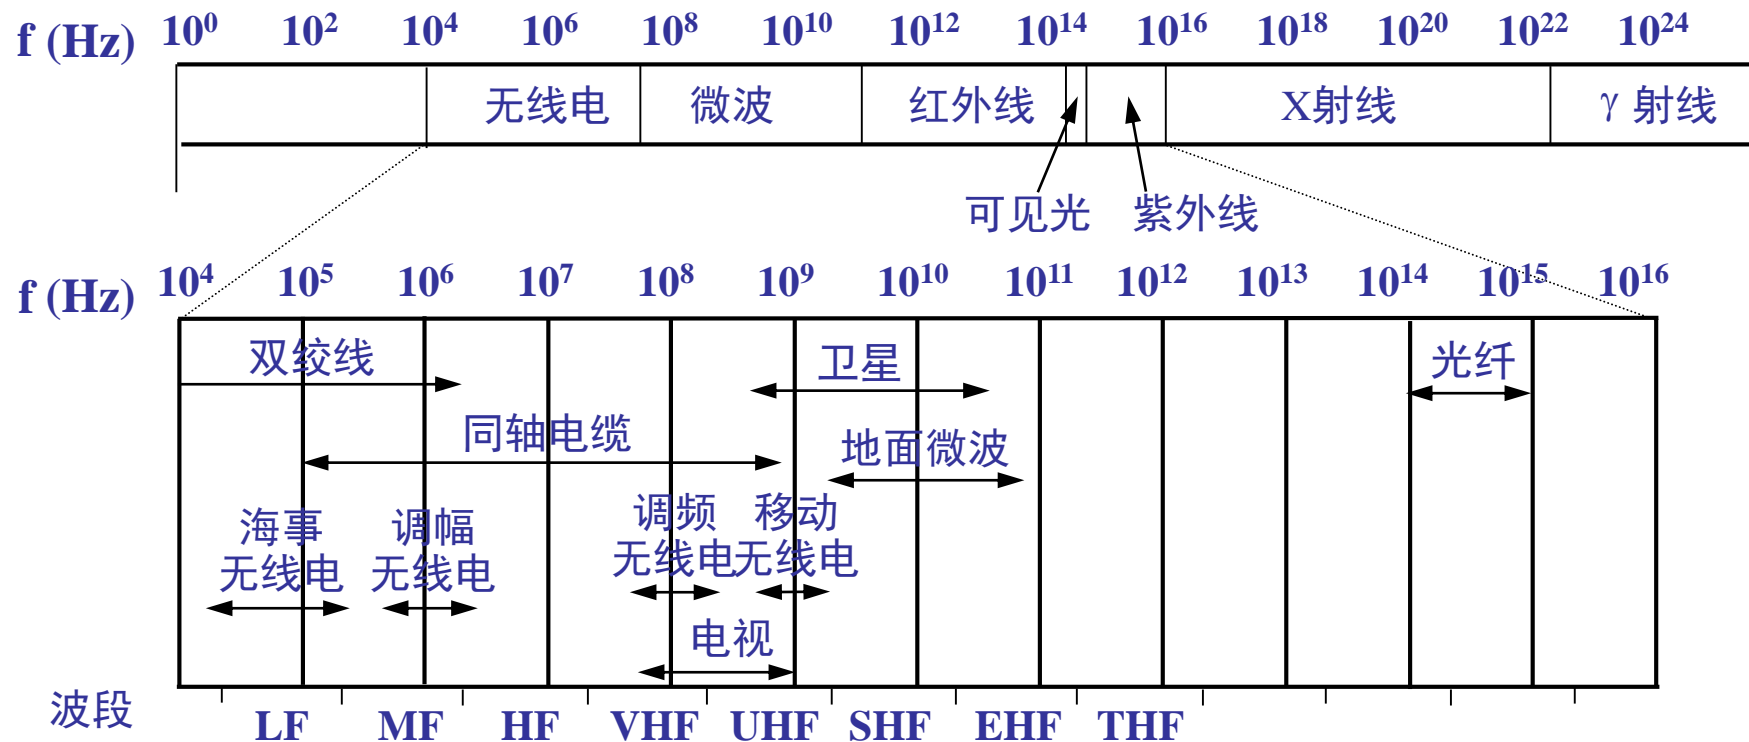 f (Hz) 10⁰ 10² 10⁴ 10⁶ 10⁸ 10¹⁰ 10¹² 10¹⁴ 10¹⁶ 10¹⁸ 10²⁰ 10²² 10²⁴
无线电 微波 红外线 X射线 γ 射线
可见光 紫外线
f (Hz) 10⁴ 10⁵ 10⁶ 10⁷ 10⁸ 10⁹ 10¹⁰ 10¹¹ 10¹² 10¹³ 10¹⁴ 10¹⁵ 10¹⁶
双绞线 卫星 光纤
同轴电缆 地面微波
海事 调幅 调频 移动
无线电 无线电 无线电 无线电
电视
波段 LF MF HF VHF UHF SHF EHF THF